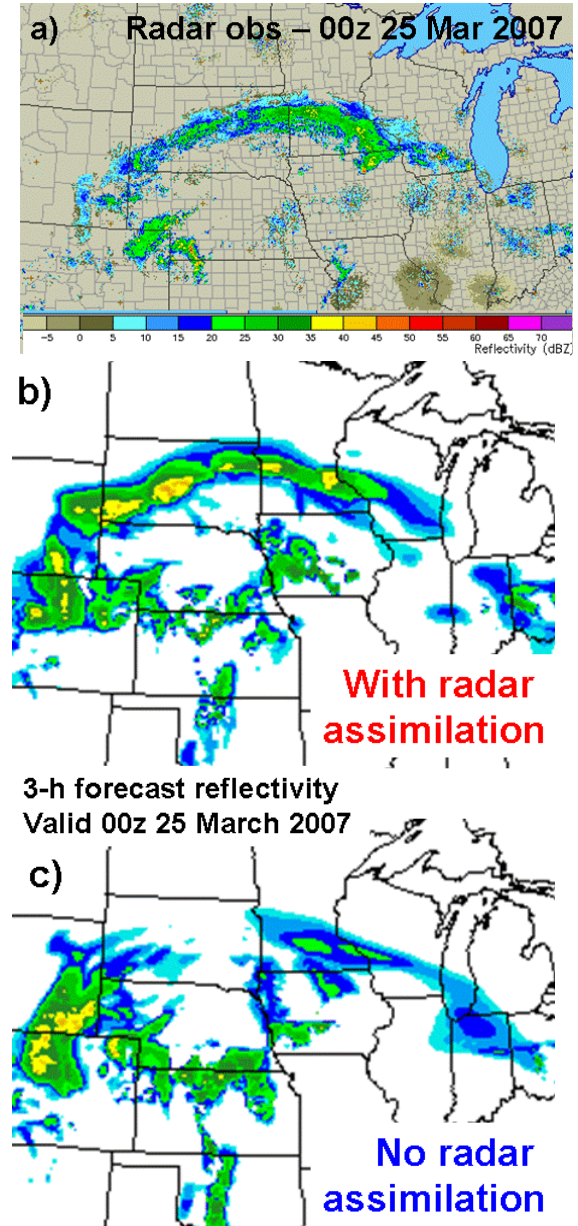 a) Radar obs – 00z 25 Mar 2007
-5 0 5 10 15 20 25 30 35 40 45 50 55 60 65 70
Reflectivity (dBZ)
b)
With radar
assimilation
3-h forecast reflectivity
Valid 00z 25 March 2007
c)
No radar
assimilation